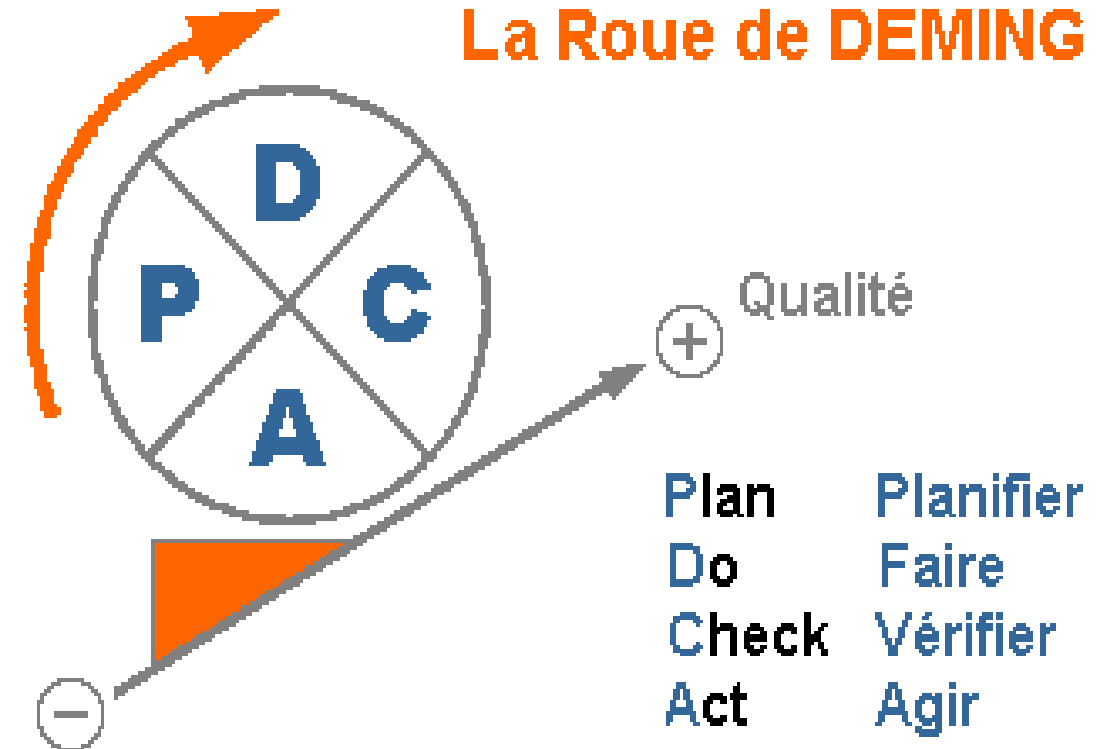 La Roue de DEMING
D
P C
A
+ Qualité
Plan Planifier
Do Faire
Check Vérifier
Act Agir
−